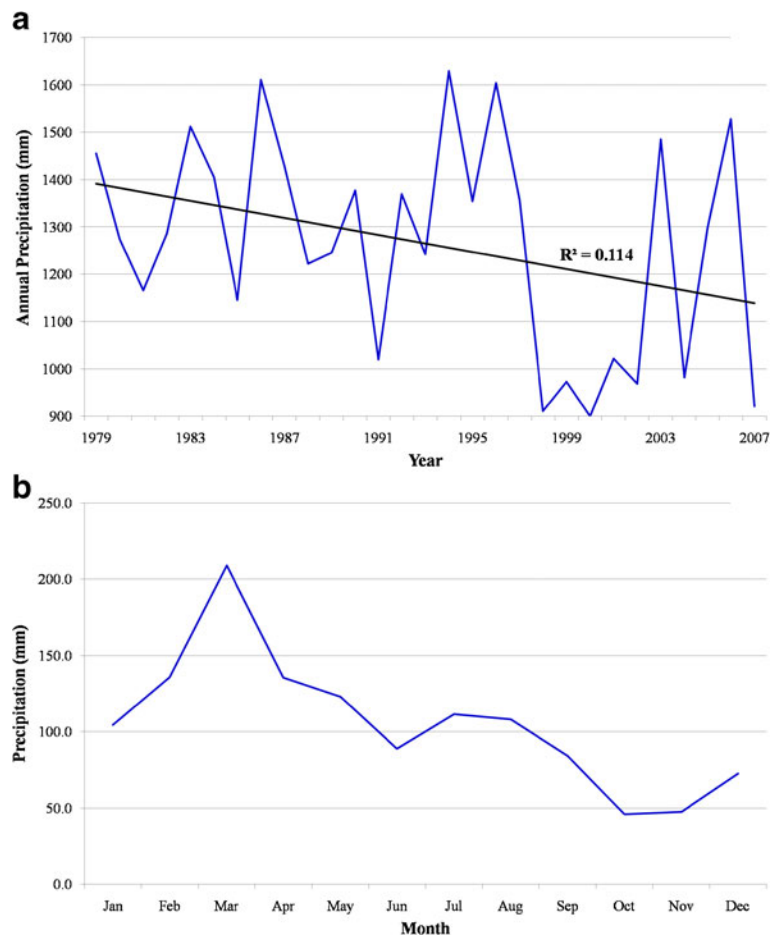 a
1700
1600
1500
1400
1300
1200
1100
1000
900
Annual Precipitation (mm)
R² = 0.114
1979 1983 1987 1991 1995 1999 2003 2007
Year
b
250.0
200.0
150.0
100.0
50.0
0.0
Precipitation (mm)
Jan Feb Mar Apr May Jun Jul Aug Sep Oct Nov Dec
Month